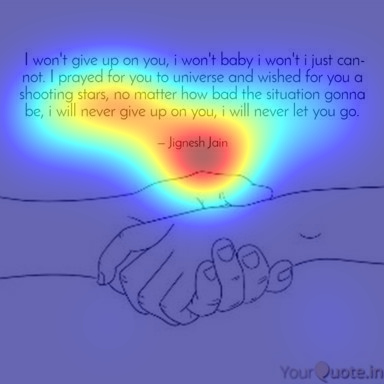 I won't give up on you, i won't baby i won't i just can-
not. I prayed for you to universe and wished for you a
shooting stars, no matter how bad the situation gonna
be, i will never give up on you, i will never let you go.
— Jignesh Jain
YourQuote.in